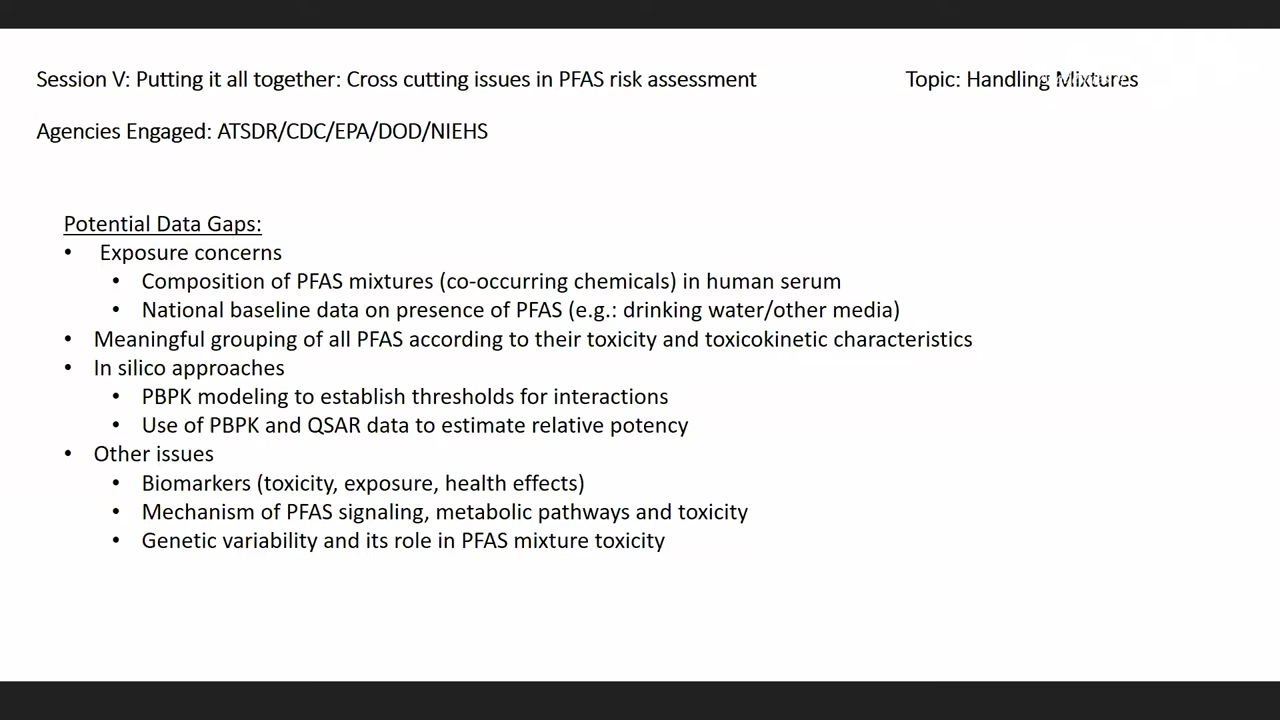 Session V: Putting it all together: Cross cutting issues in PFAS risk assessment
Topic: Handling Mixtures
Agencies Engaged: ATSDR/CDC/EPA/DOD/NIEHS
Potential Data Gaps:
• Exposure concerns
• Composition of PFAS mixtures (co-occurring chemicals) in human serum
• National baseline data on presence of PFAS (e.g.: drinking water/other media)
• Meaningful grouping of all PFAS according to their toxicity and toxicokinetic characteristics
• In silico approaches
• PBPK modeling to establish thresholds for interactions
• Use of PBPK and QSAR data to estimate relative potency
• Other issues
• Biomarkers (toxicity, exposure, health effects)
• Mechanism of PFAS signaling, metabolic pathways and toxicity
• Genetic variability and its role in PFAS mixture toxicity